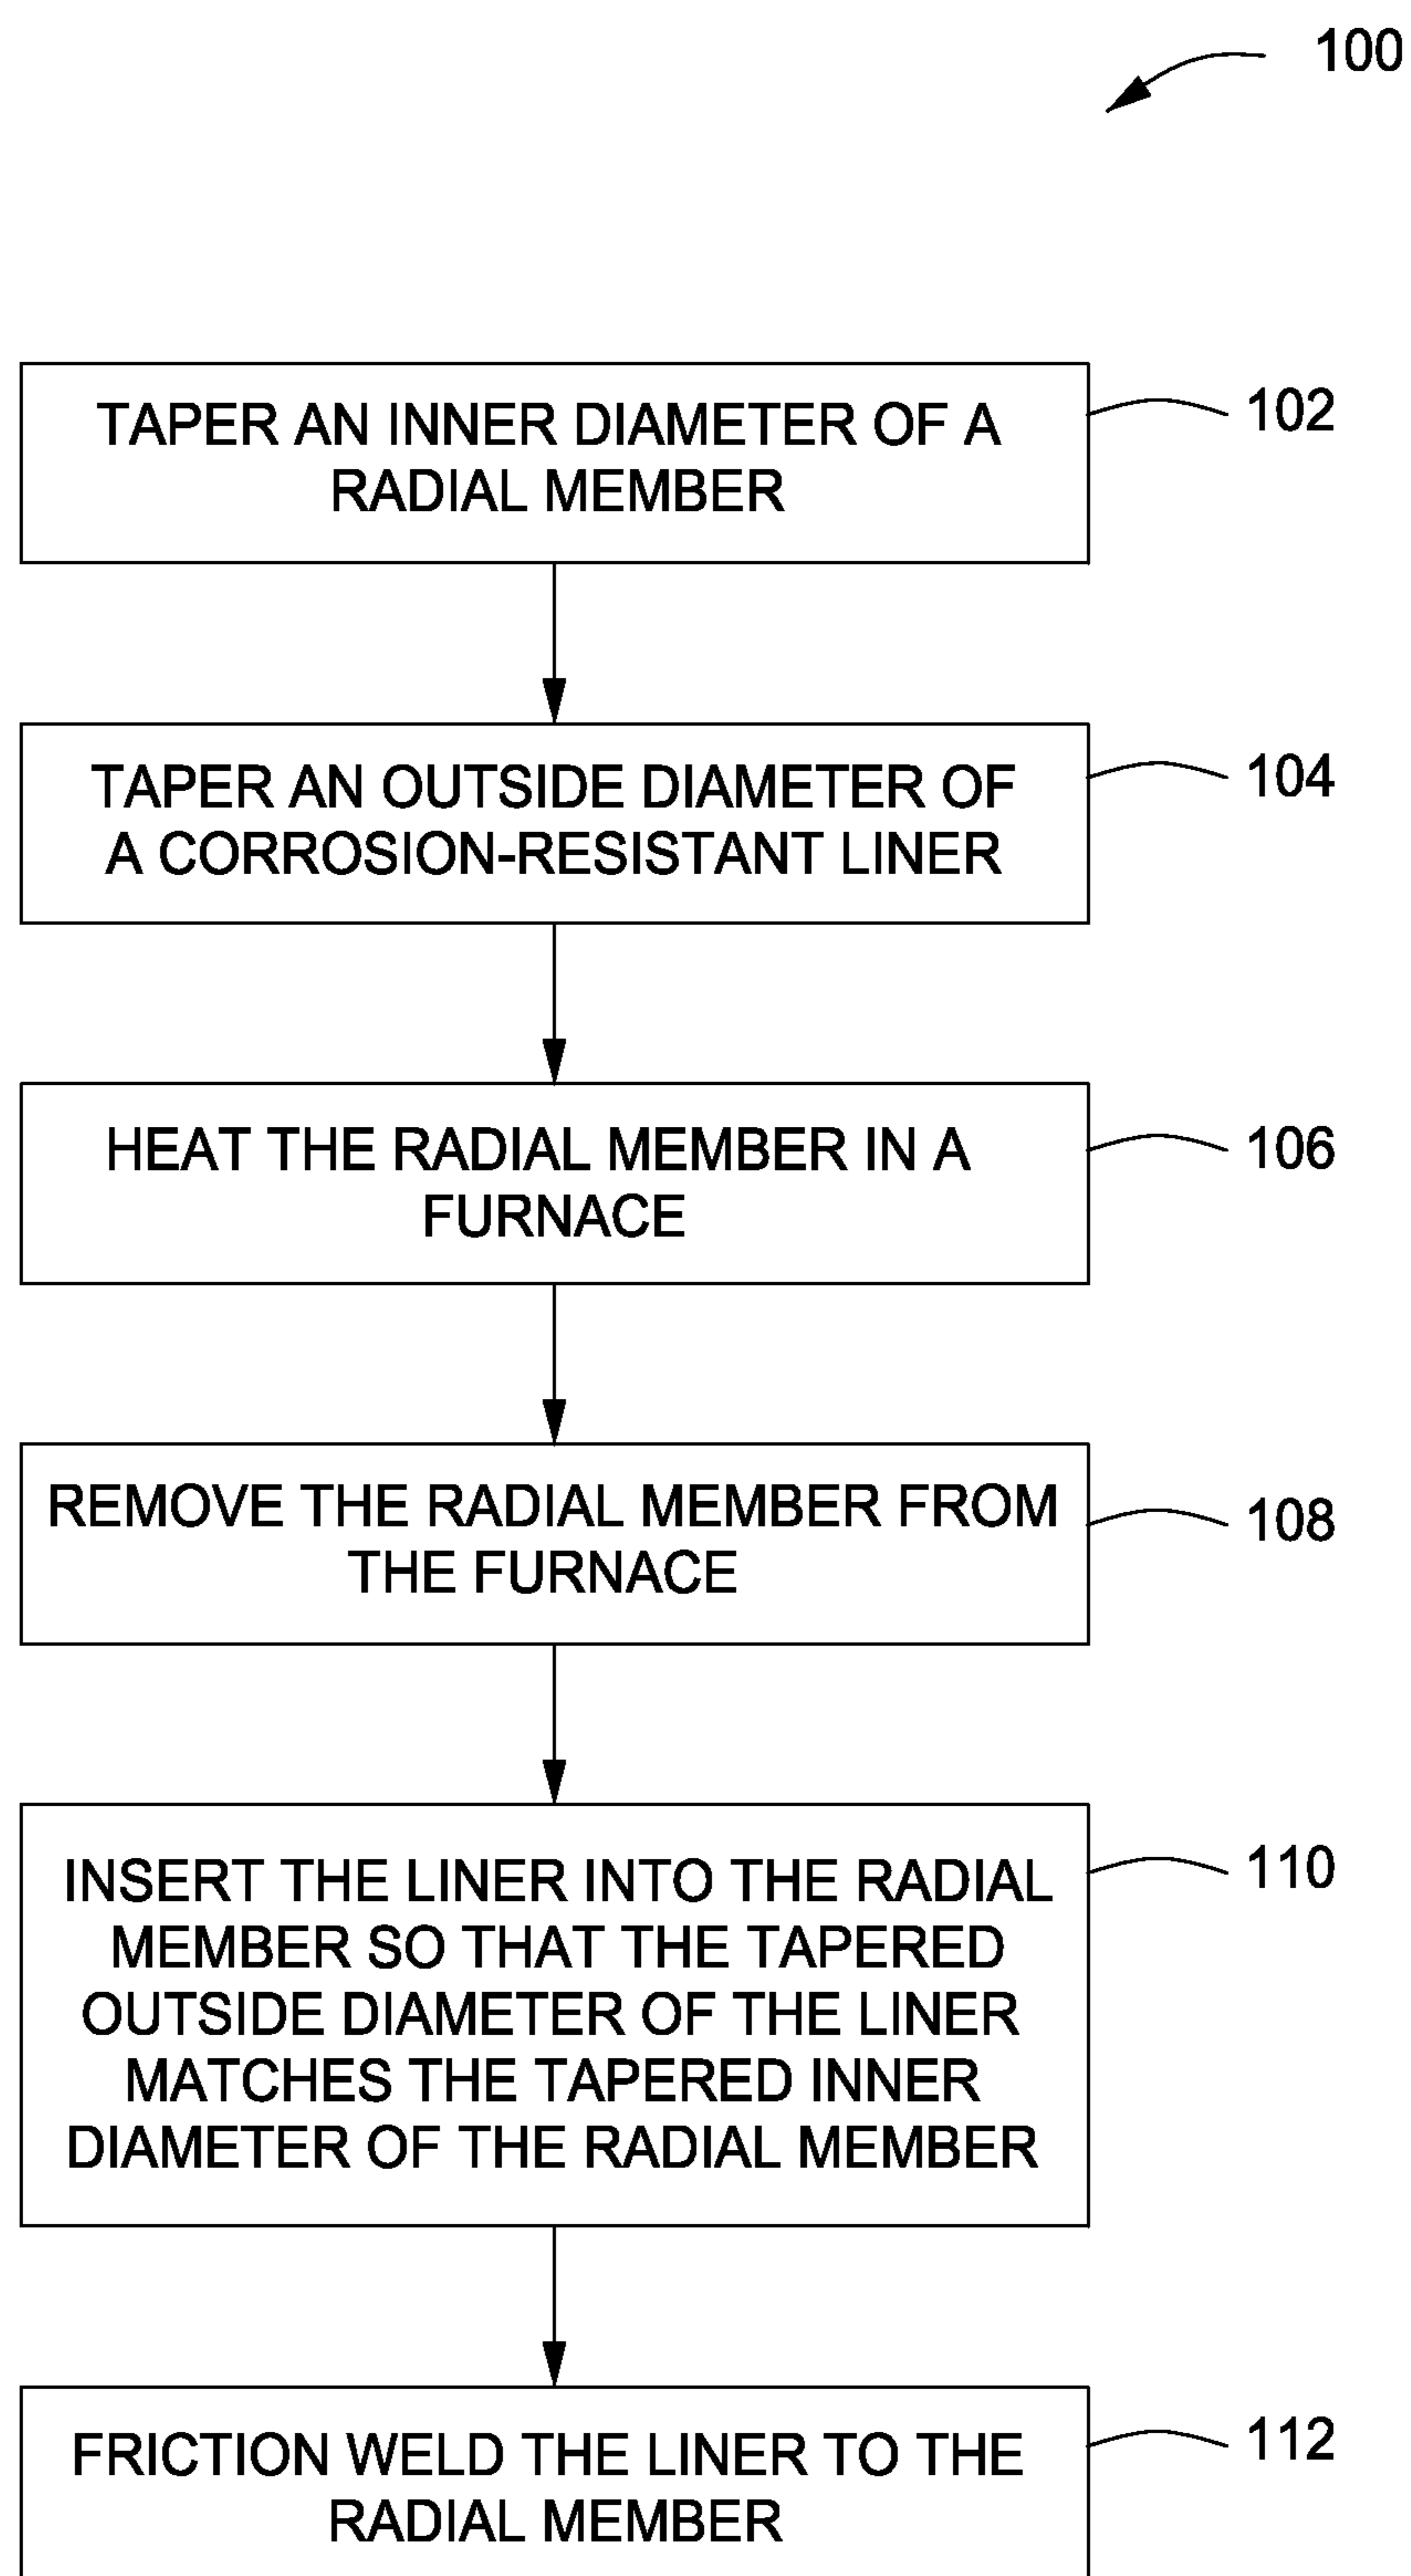 100
TAPER AN INNER DIAMETER OF A
RADIAL MEMBER
102
TAPER AN OUTSIDE DIAMETER OF
A CORROSION-RESISTANT LINER
104
HEAT THE RADIAL MEMBER IN A
FURNACE
106
REMOVE THE RADIAL MEMBER FROM
THE FURNACE
108
INSERT THE LINER INTO THE RADIAL
MEMBER SO THAT THE TAPERED
OUTSIDE DIAMETER OF THE LINER
MATCHES THE TAPERED INNER
DIAMETER OF THE RADIAL MEMBER
110
FRICTION WELD THE LINER TO THE
RADIAL MEMBER
112